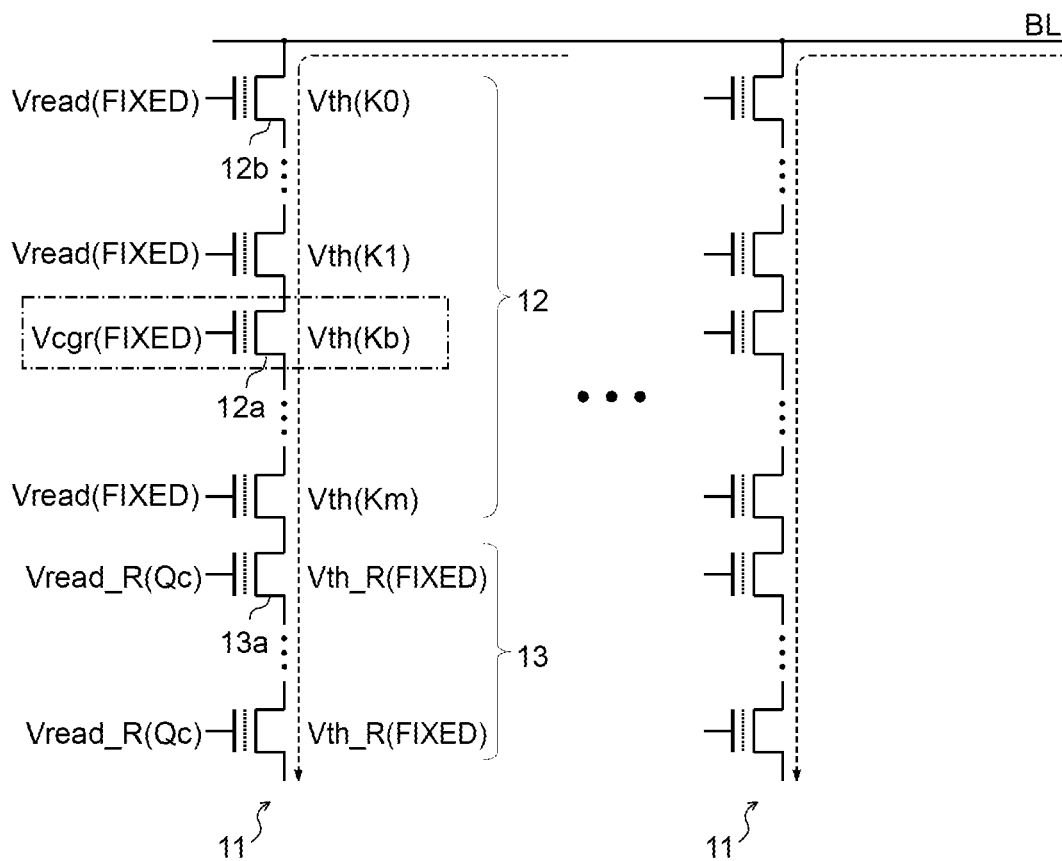 BL
Vread(FIXED) Vth(K0)
12b
Vread(FIXED) Vth(K1)
12
Vcgr(FIXED) Vth(Kb)
12a
Vread(FIXED) Vth(Km)
Vread_R(Qc) Vth_R(FIXED)
13a
13
Vread_R(Qc) Vth_R(FIXED)
11 11